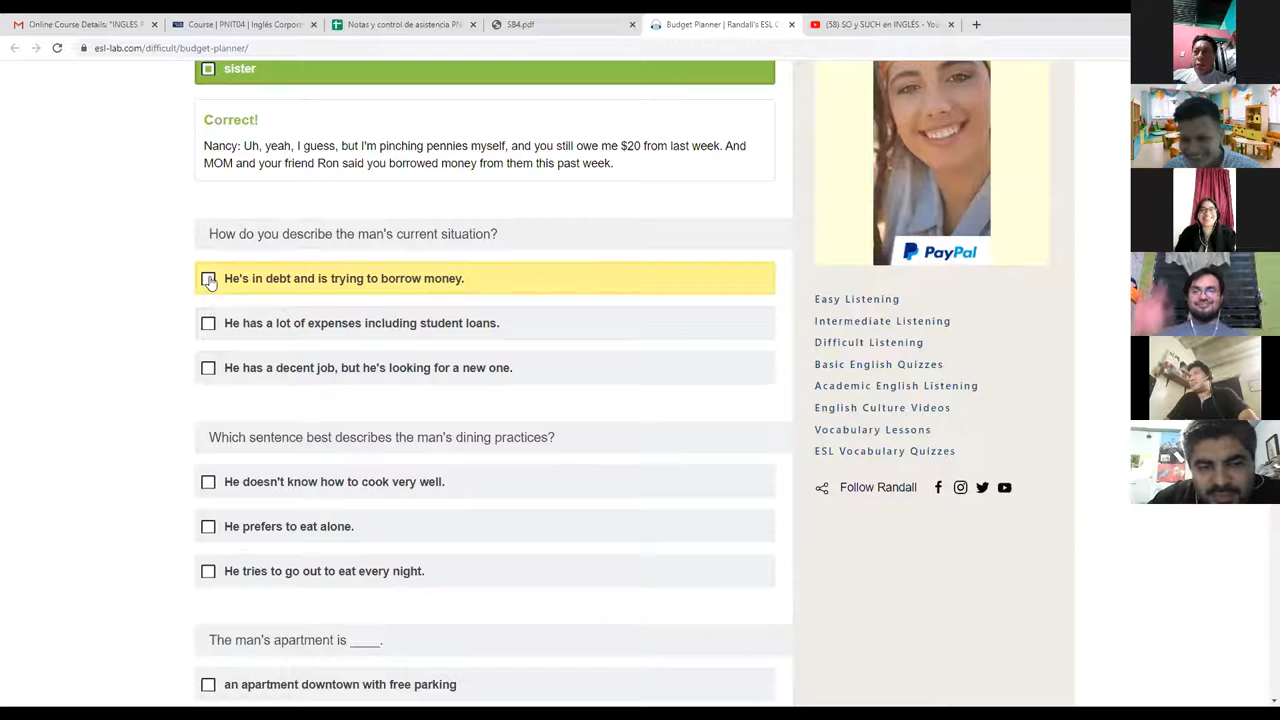 Online Course Details: "INGLES F
Course | PNIT04 | Inglés Corpor
Notas y control de asistencia PN
SB4.pdf
Budget Planner | Randall's ESL C
(58) SO y SUCH en INGLÉS - You
esl-lab.com/difficult/budget-planner/
sister
Correct!
Nancy: Uh, yeah, I guess, but I'm pinching pennies myself, and you still owe me $20 from last week. And
MOM and your friend Ron said you borrowed money from them this past week.
How do you describe the man's current situation?
He's in debt and is trying to borrow money.
He has a lot of expenses including student loans.
He has a decent job, but he's looking for a new one.
Which sentence best describes the man's dining practices?
He doesn't know how to cook very well.
He prefers to eat alone.
He tries to go out to eat every night.
The man's apartment is ____.
an apartment downtown with free parking
PayPal
Easy Listening
Intermediate Listening
Difficult Listening
Basic English Quizzes
Academic English Listening
English Culture Videos
Vocabulary Lessons
ESL Vocabulary Quizzes
Follow Randall